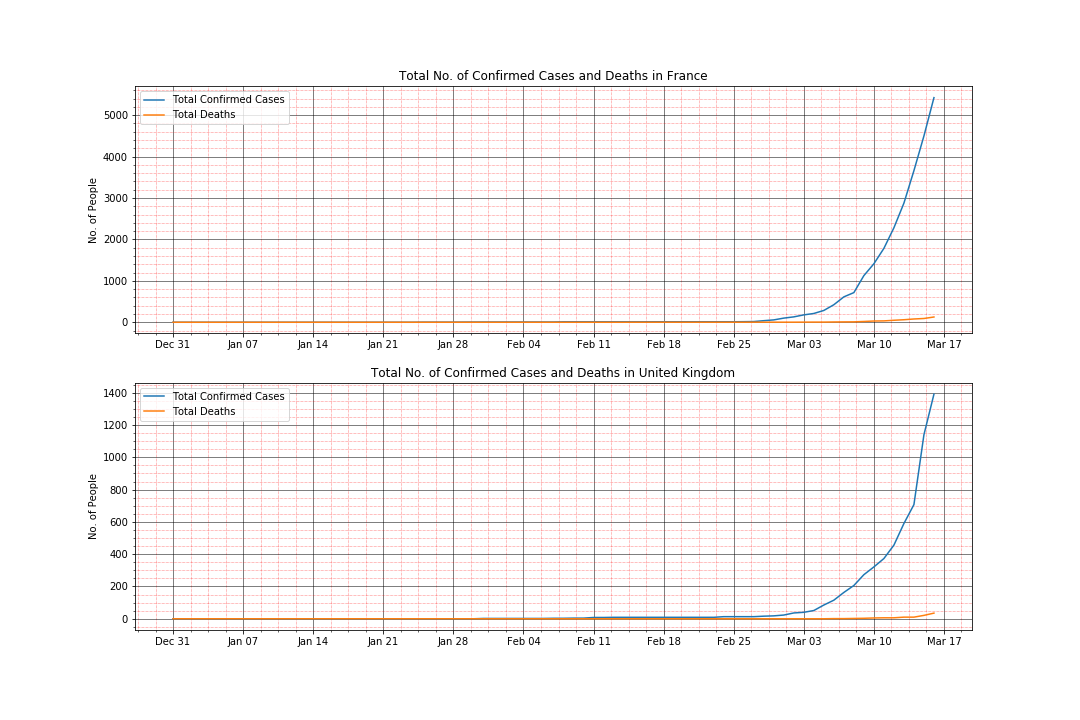 Total No. of Confirmed Cases and Deaths in France
Total Confirmed Cases
Total Deaths
No. of People
5000
4000
3000
2000
1000
0
Dec 31 Jan 07 Jan 14 Jan 21 Jan 28 Feb 04 Feb 11 Feb 18 Feb 25 Mar 03 Mar 10 Mar 17
Total No. of Confirmed Cases and Deaths in United Kingdom
Total Confirmed Cases
Total Deaths
No. of People
1400
1200
1000
800
600
400
200
0
Dec 31 Jan 07 Jan 14 Jan 21 Jan 28 Feb 04 Feb 11 Feb 18 Feb 25 Mar 03 Mar 10 Mar 17